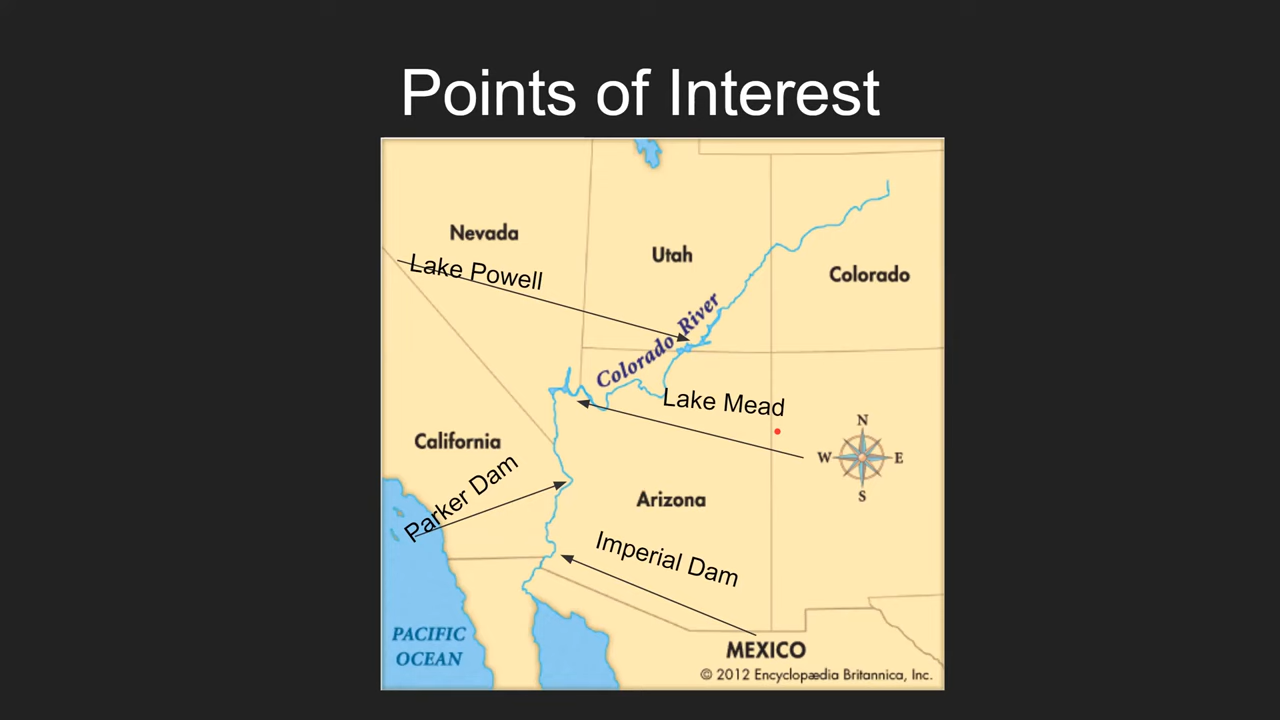 Points of Interest
Nevada
Utah
Colorado
Lake Powell
Colorado River
Lake Mead
California
N
W
E
S
Parker Dam
Arizona
Imperial Dam
PACIFIC
OCEAN
MEXICO
© 2012 Encyclopædia Britannica, Inc.